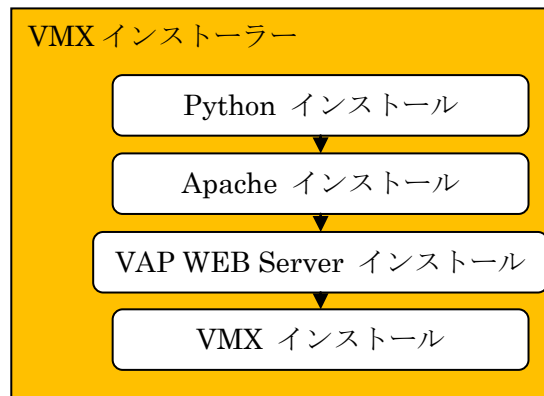 VMX インストーラー
Python インストール
Apache インストール
VAP WEB Server インストール
VMX インストール